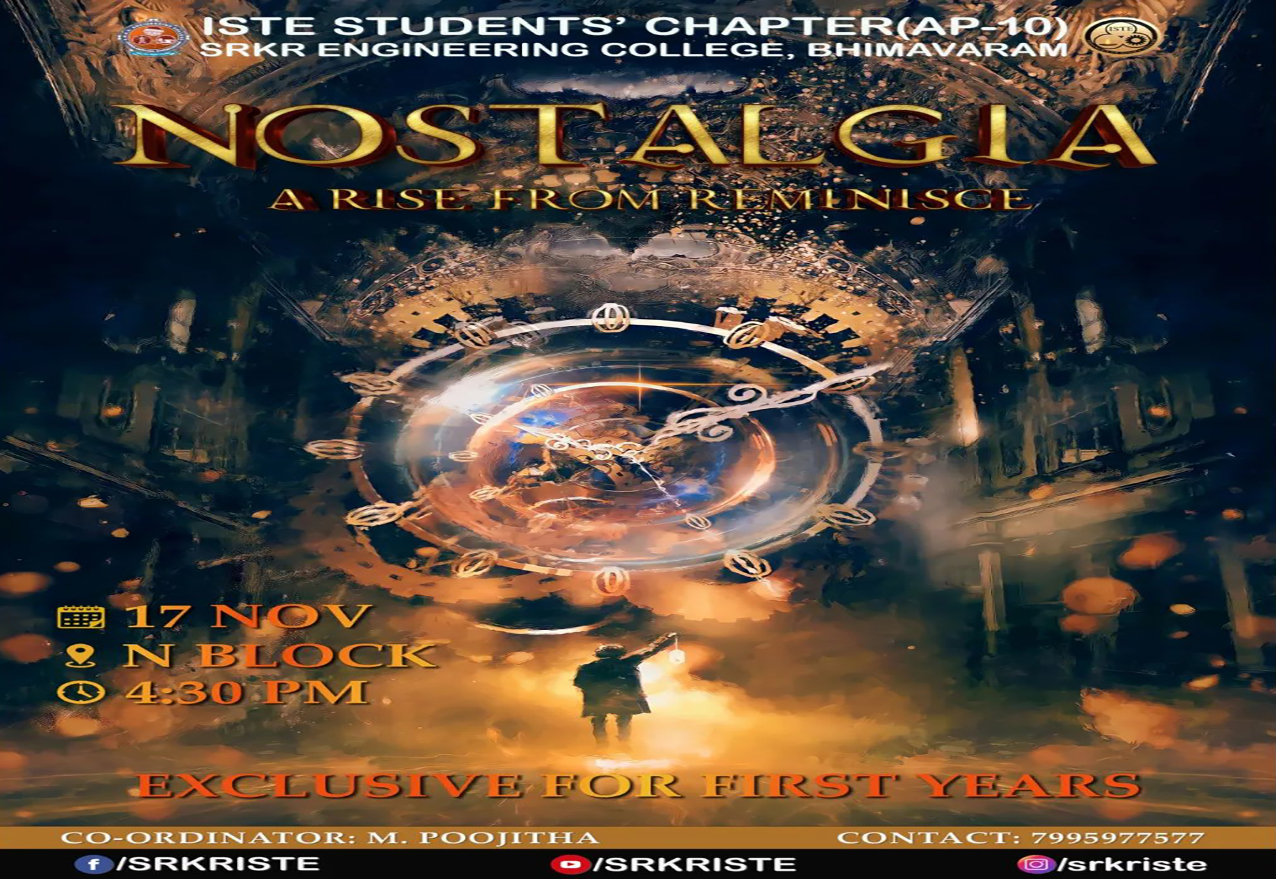 ISTE STUDENTS' CHAPTER(AP-10)
SRKR ENGINEERING COLLEGE, BHIMAVARAM
ISTE
NOSTALGIA
A RISE FROM REMINISCE
17 NOV
N BLOCK
4:30 PM
EXCLUSIVE FOR FIRST YEARS
CO-ORDINATOR: M. POOJITHA
CONTACT: 7995977577
/SRKRISTE
/SRKRISTE
/srkriste